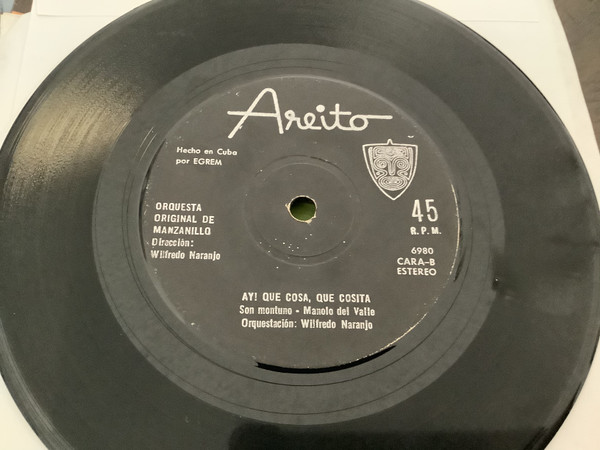 Areito
Hecho en Cuba
por EGREM
ORQUESTA
ORIGINAL DE
MANZANILLO
Dirección:
Wilfredo Naranjo
45
R.P.M.
6980
CARA-B
ESTEREO
AY! QUE COSA, QUE COSITA
Son montuno - Manolo del Valle
Orquestación: Wilfredo Naranjo